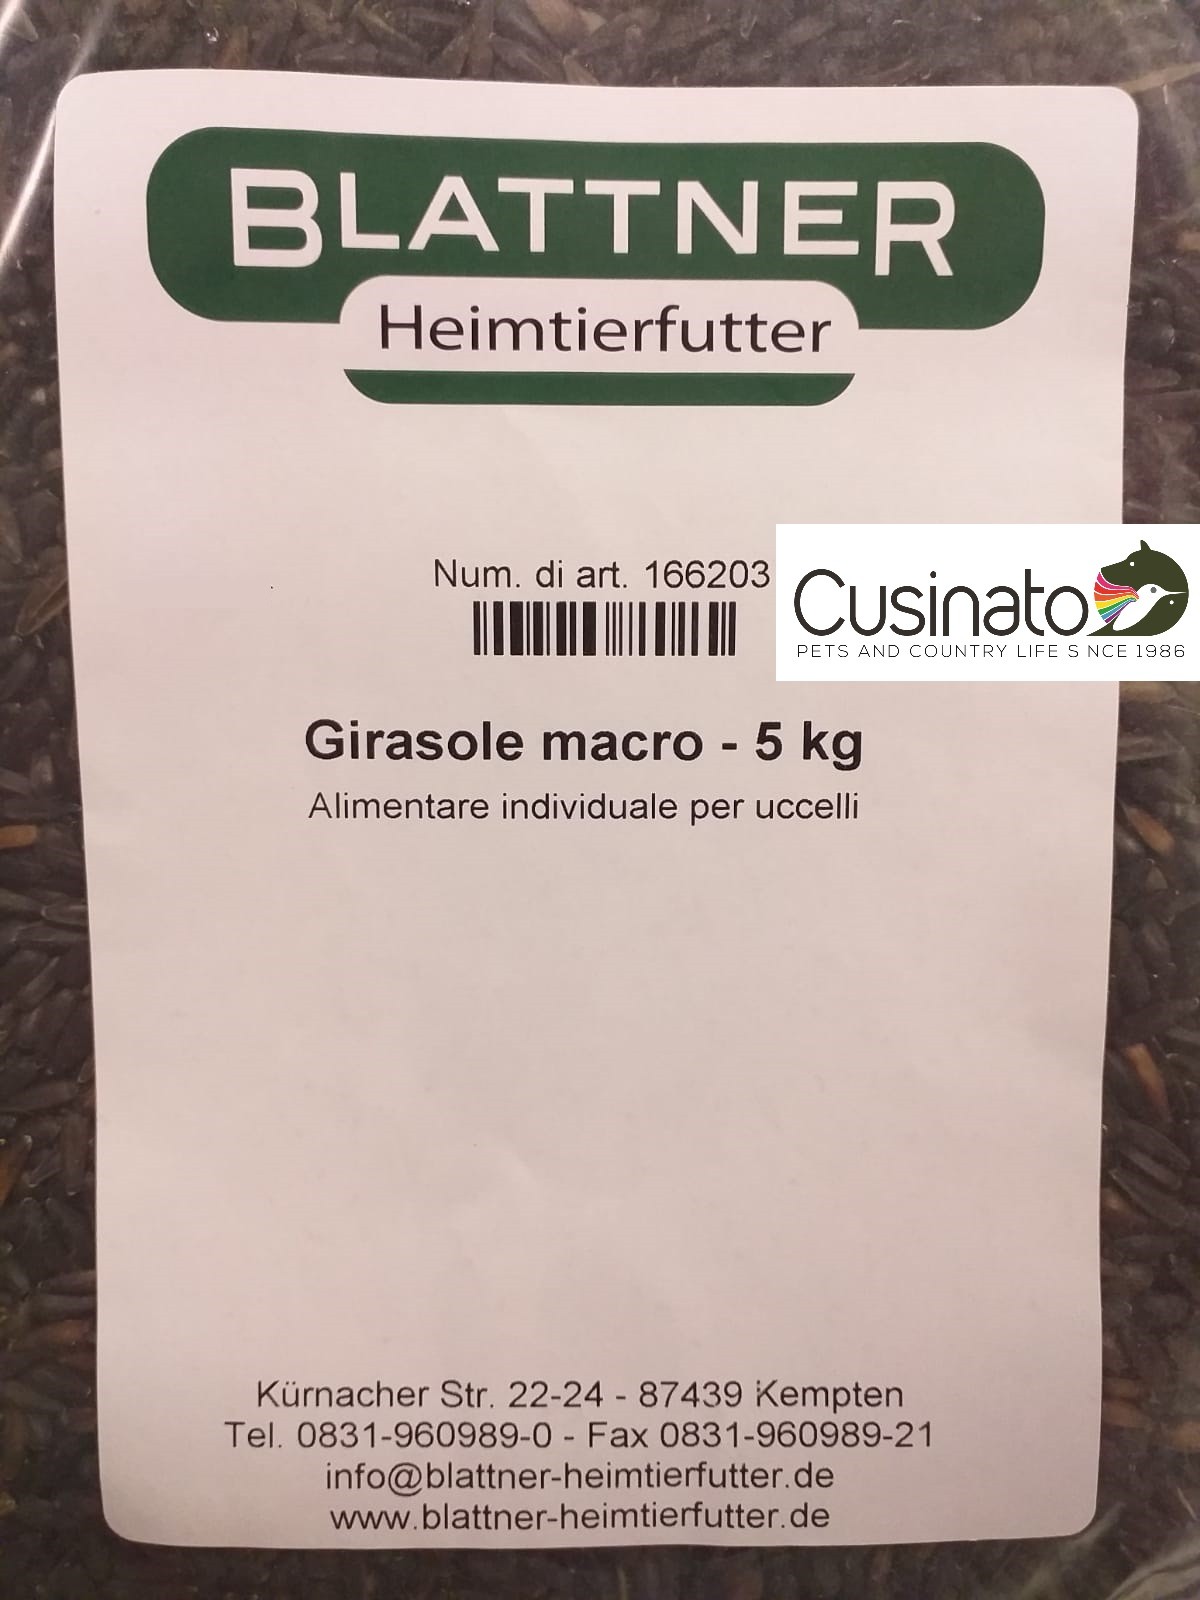 BLATTNER
Heimtierfutter
Num. di art. 166203
Cusinato
PETS AND COUNTRY LIFE S NCE 1986
Girasole macro - 5 kg
Alimentare individuale per uccelli
Kürnacher Str. 22-24 - 87439 Kempten
Tel. 0831-960989-0 - Fax 0831-960989-21
info@blattner-heimtierfutter.de
www.blattner-heimtierfutter.de